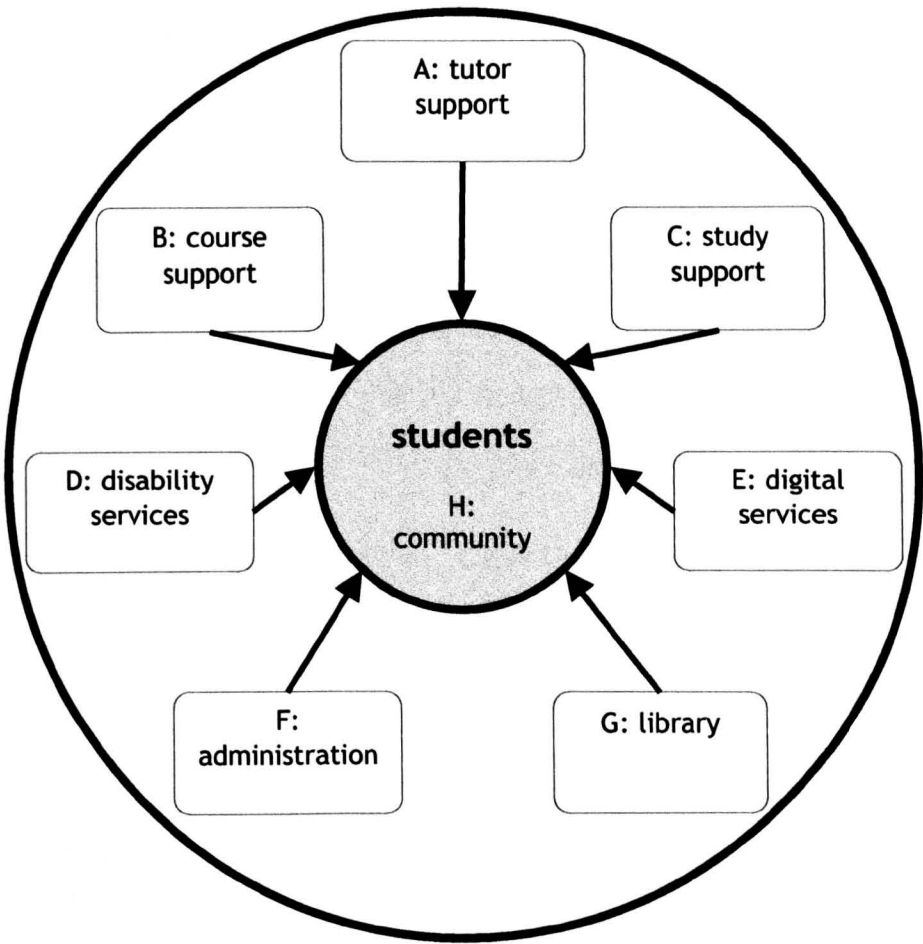 A: tutor
support
B: course
support
C: study
support
students
H:
community
D: disability
services
E: digital
services
F:
administration
G: library